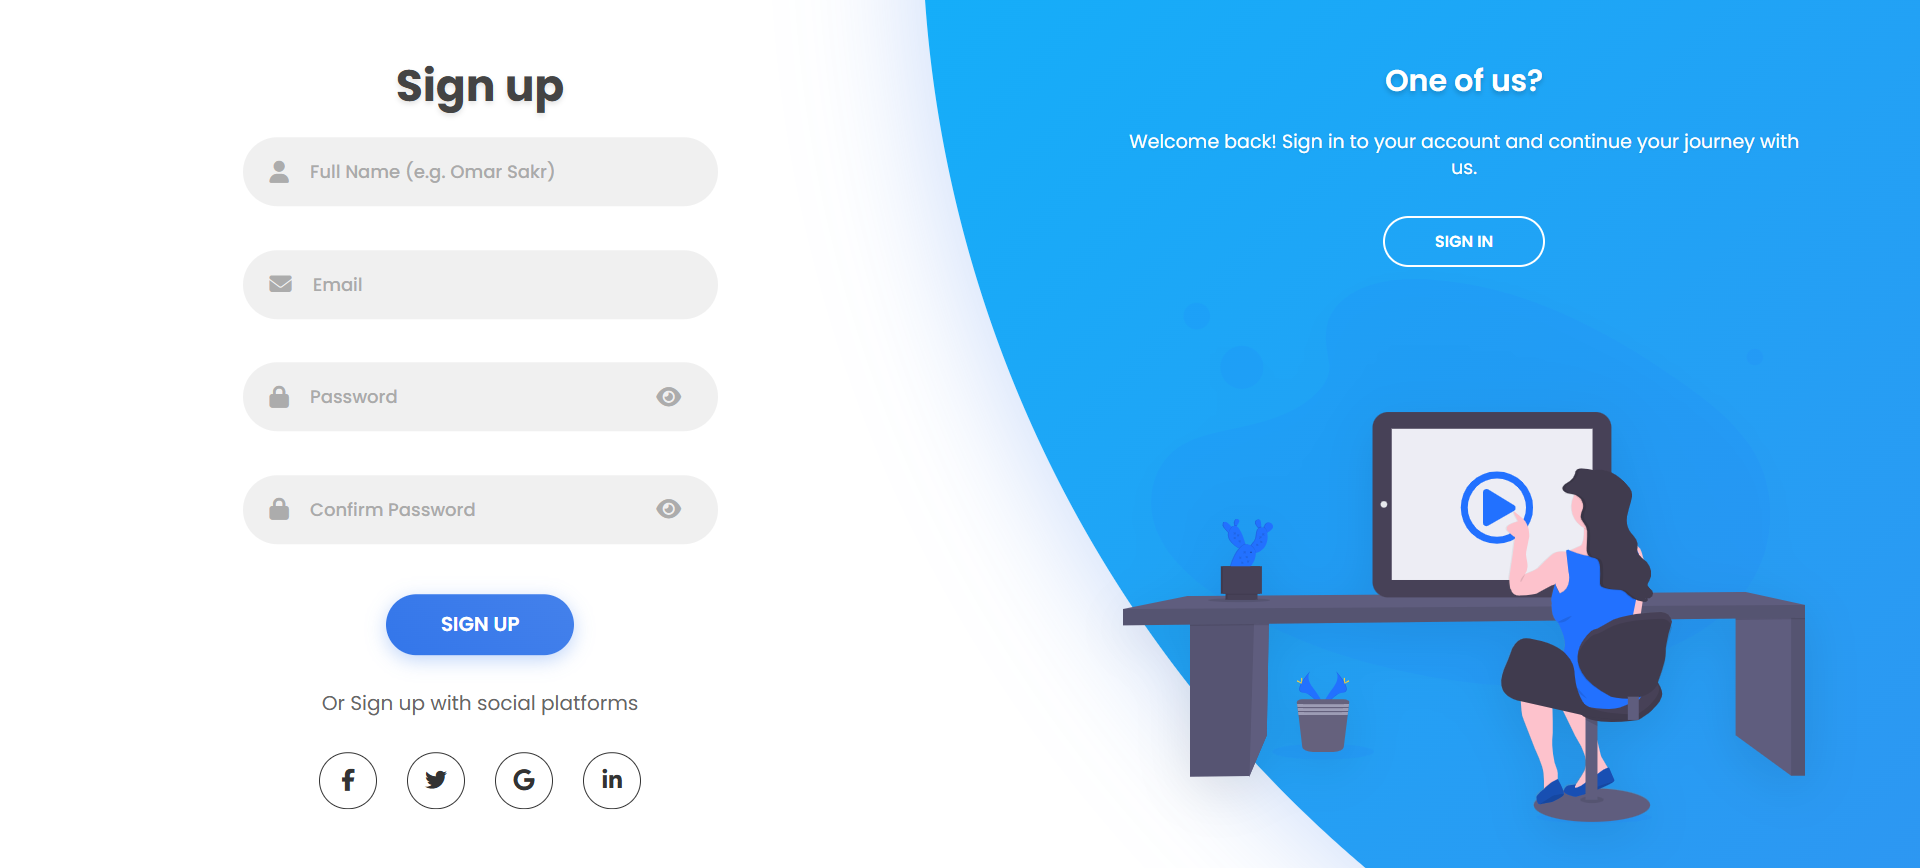 Sign up
Full Name (e.g. Omar Sakr)
Email
Password
Confirm Password
SIGN UP
Or Sign up with social platforms
One of us?
Welcome back! Sign in to your account and continue your journey with
us.
SIGN IN